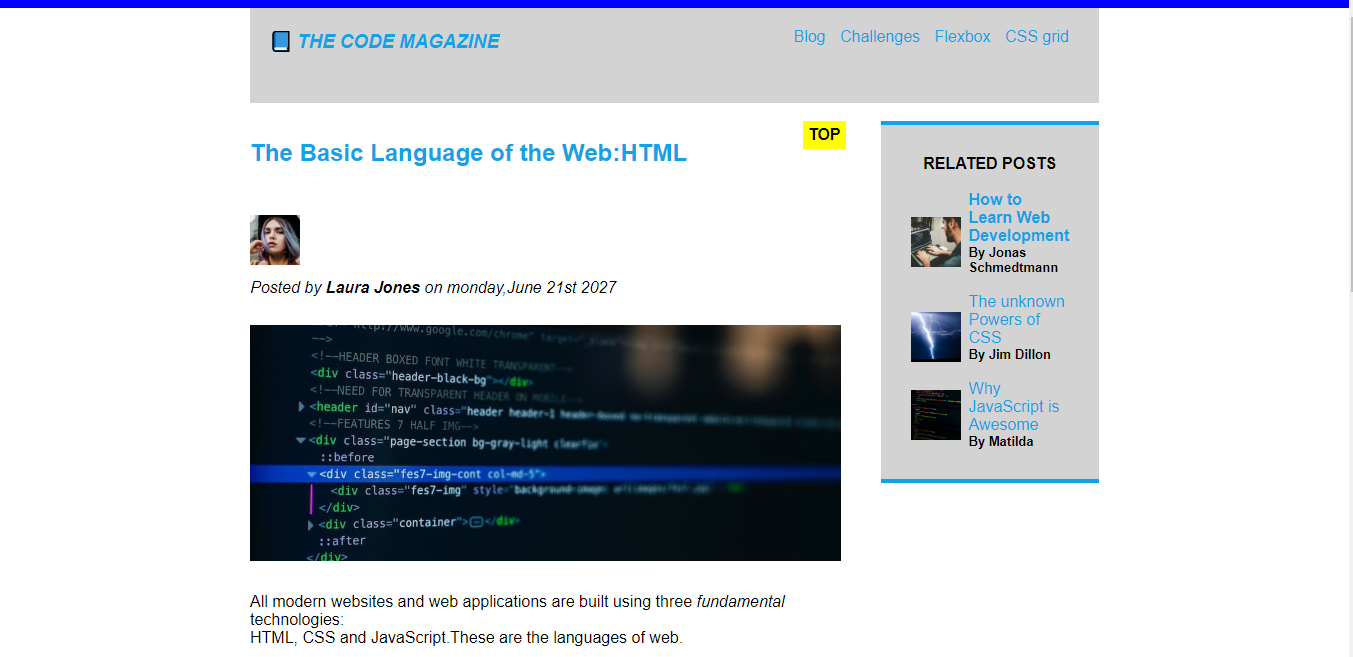 📘 THE CODE MAGAZINE
Blog Challenges Flexbox CSS grid
TOP
The Basic Language of the Web:HTML
Posted by Laura Jones on monday,June 21st 2027
<!--HEADER BOXED FONT WHITE TRANSPARENT-->
<div class="header-black-bg"></div>
<!--NEED FOR TRANSPARENT HEADER ON MOBILE-->
<header id="nav" class="header header-1
<!--FEATURES 7 HALF IMG-->
<div class="page-section bg-gray-light clearfix">
::before
<div class="fes7-img-cont col-md-5">
<div class="fes7-img" style="background-image:
</div>
<div class="container"></div>
::after
</div>
All modern websites and web applications are built using three fundamental
technologies:
HTML, CSS and JavaScript.These are the languages of web.
RELATED POSTS
How to
Learn Web
Development
By Jonas
Schmedtmann
The unknown
Powers of
CSS
By Jim Dillon
Why
JavaScript is
Awesome
By Matilda